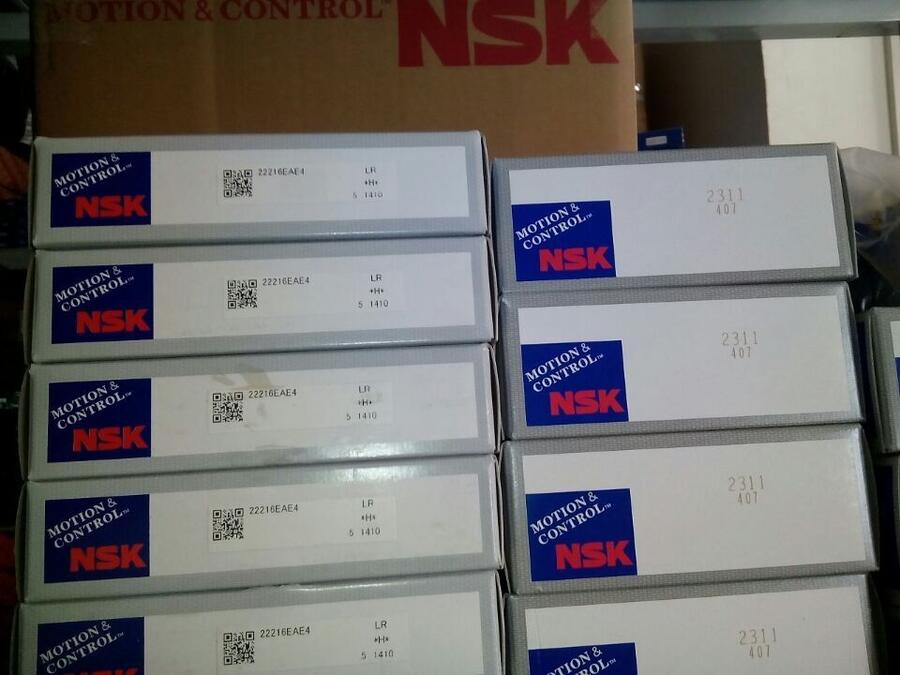 MOTION & CONTROL™
NSK
MOTION &
CONTROL™
NSK
22216EAE4
LR
*H*
5 1410
MOTION &
CONTROL™
NSK
22216EAE4
LR
*H*
5 1410
MOTION &
CONTROL™
NSK
22216EAE4
LR
*H*
5 1410
MOTION &
CONTROL™
NSK
22216EAE4
LR
*H*
5 1410
MOTION &
CONTROL™
NSK
22216EAE4
LR
*H*
5 1410
MOTION &
CONTROL™
NSK
2311
407
MOTION &
CONTROL™
NSK
2311
407
MOTION &
CONTROL™
NSK
2311
407
MOTION &
CONTROL™
2311
407